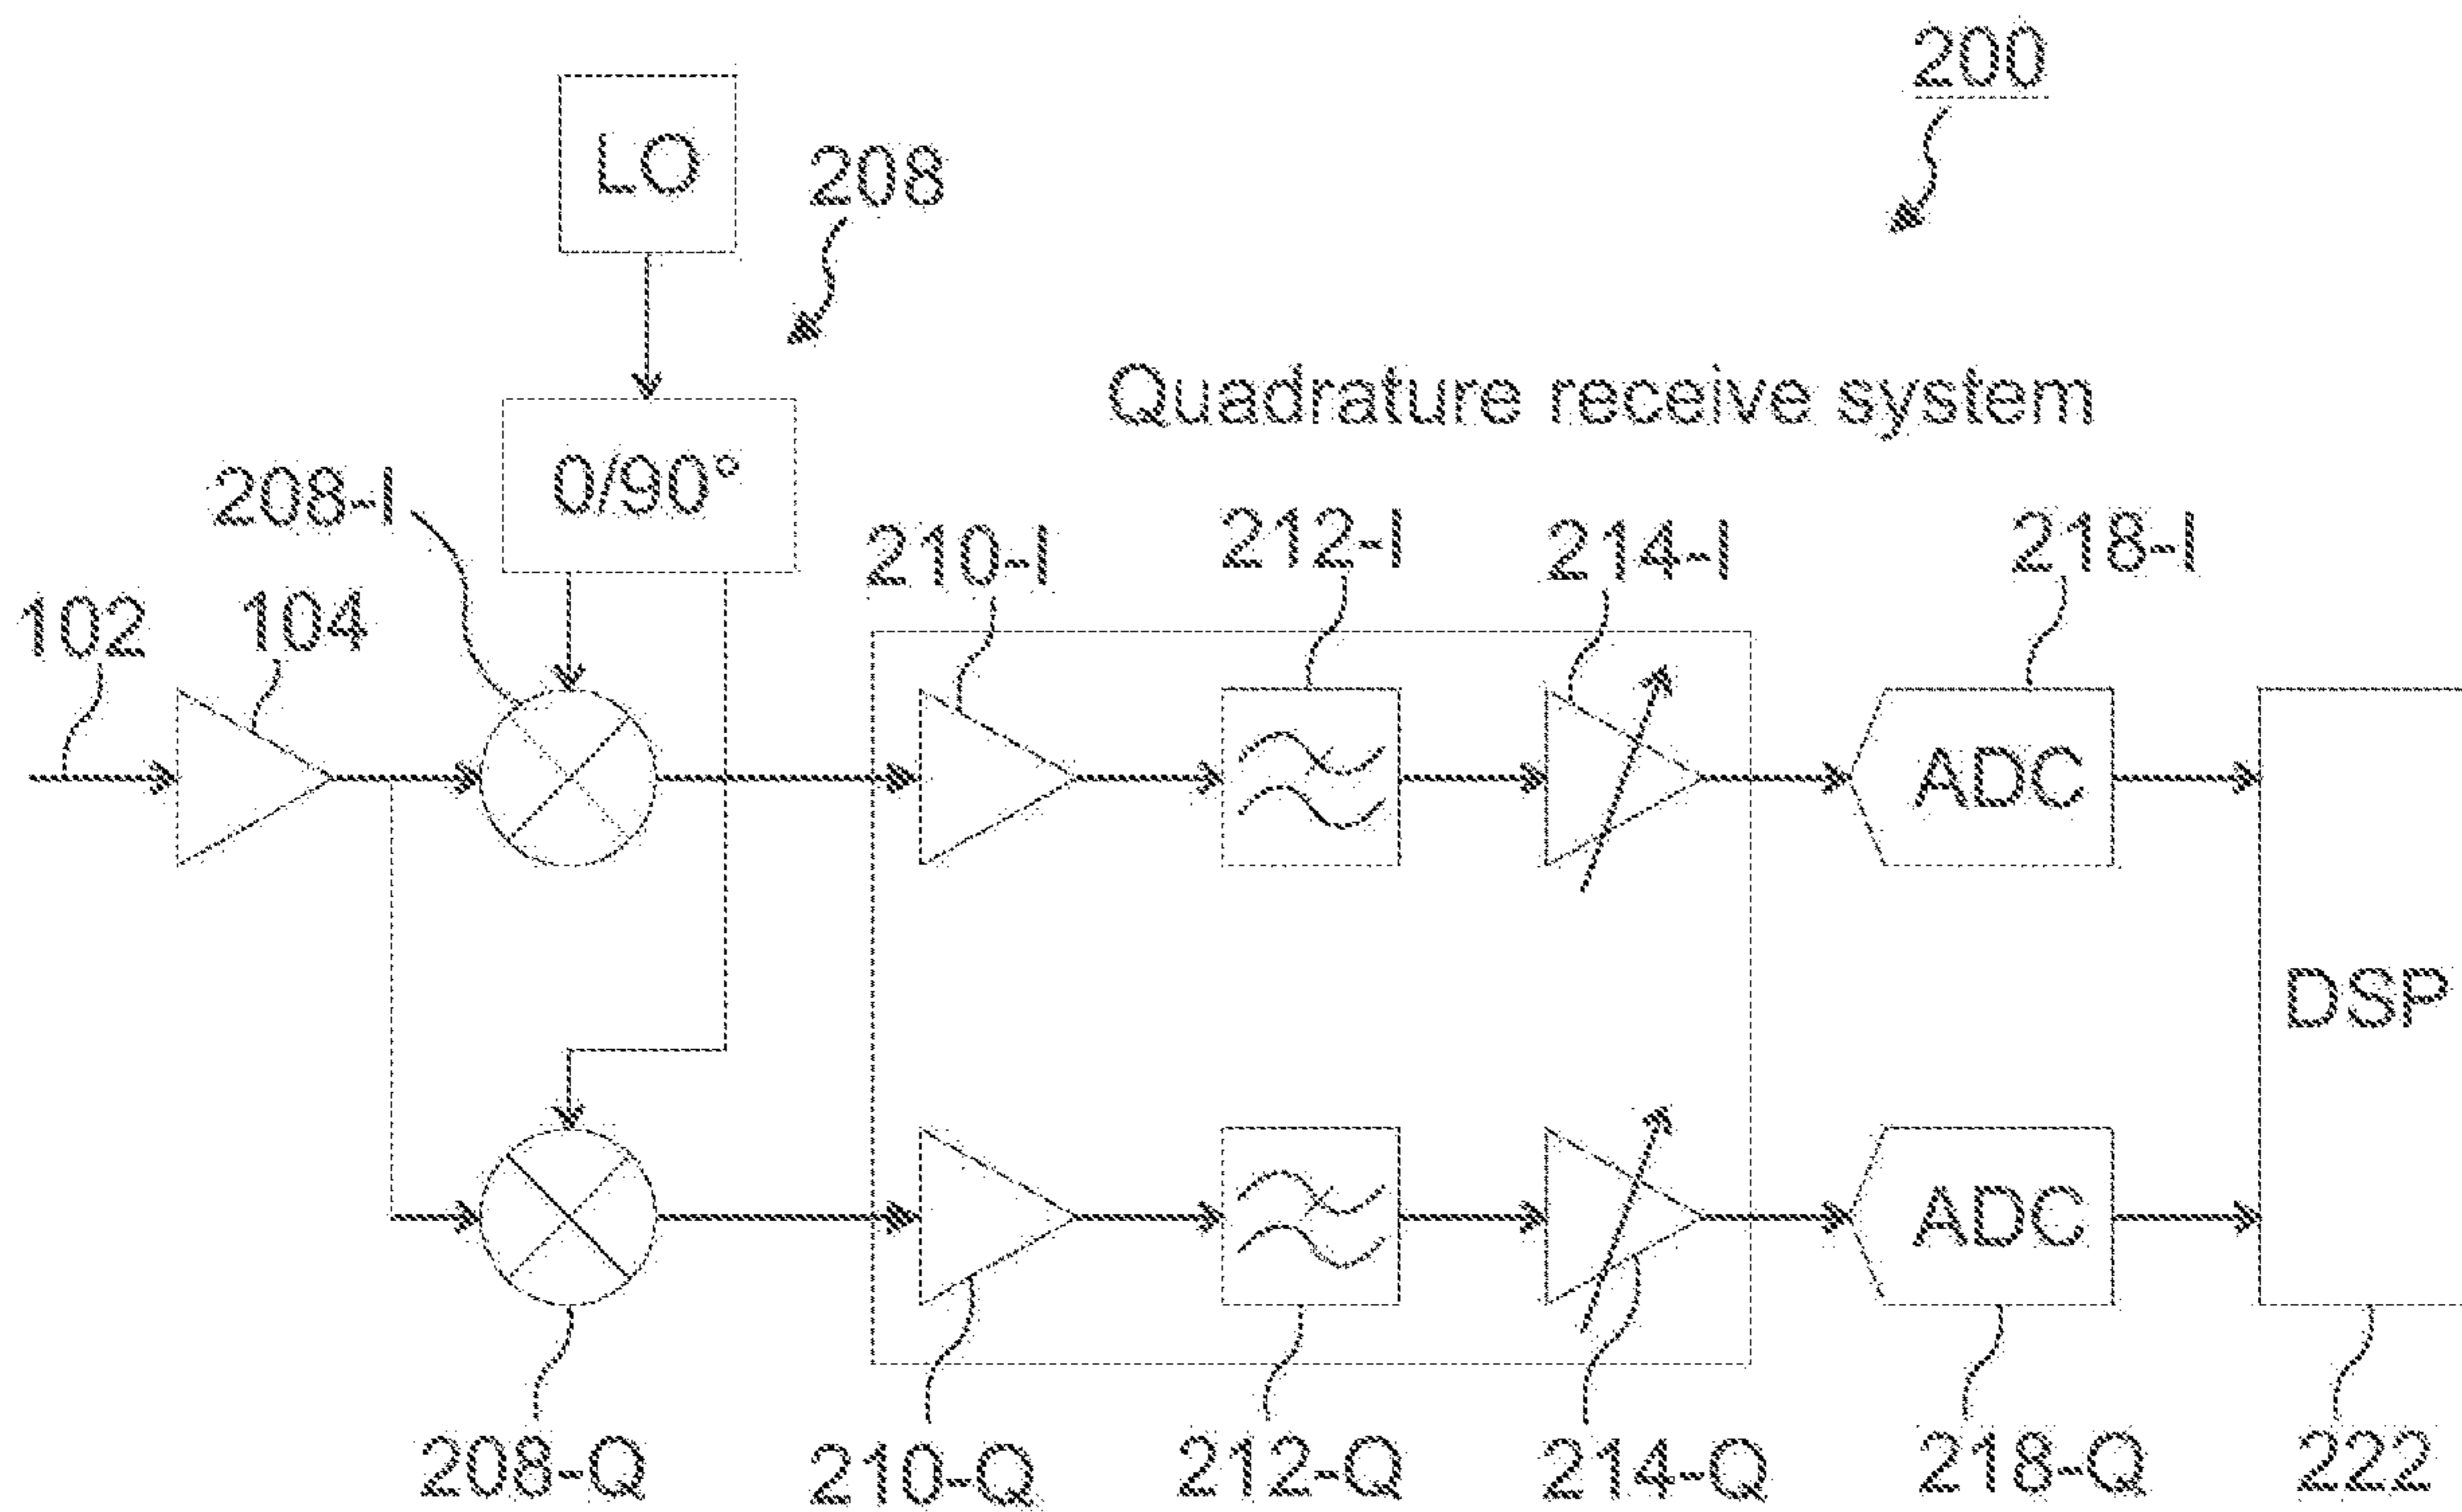 200
LO
208
Quadrature receive system
0/90°
208-I
210-I
212-I
214-I
218-I
102
104
ADC
DSP
ADC
208-Q
210-Q
212-Q
214-Q
218-Q
222